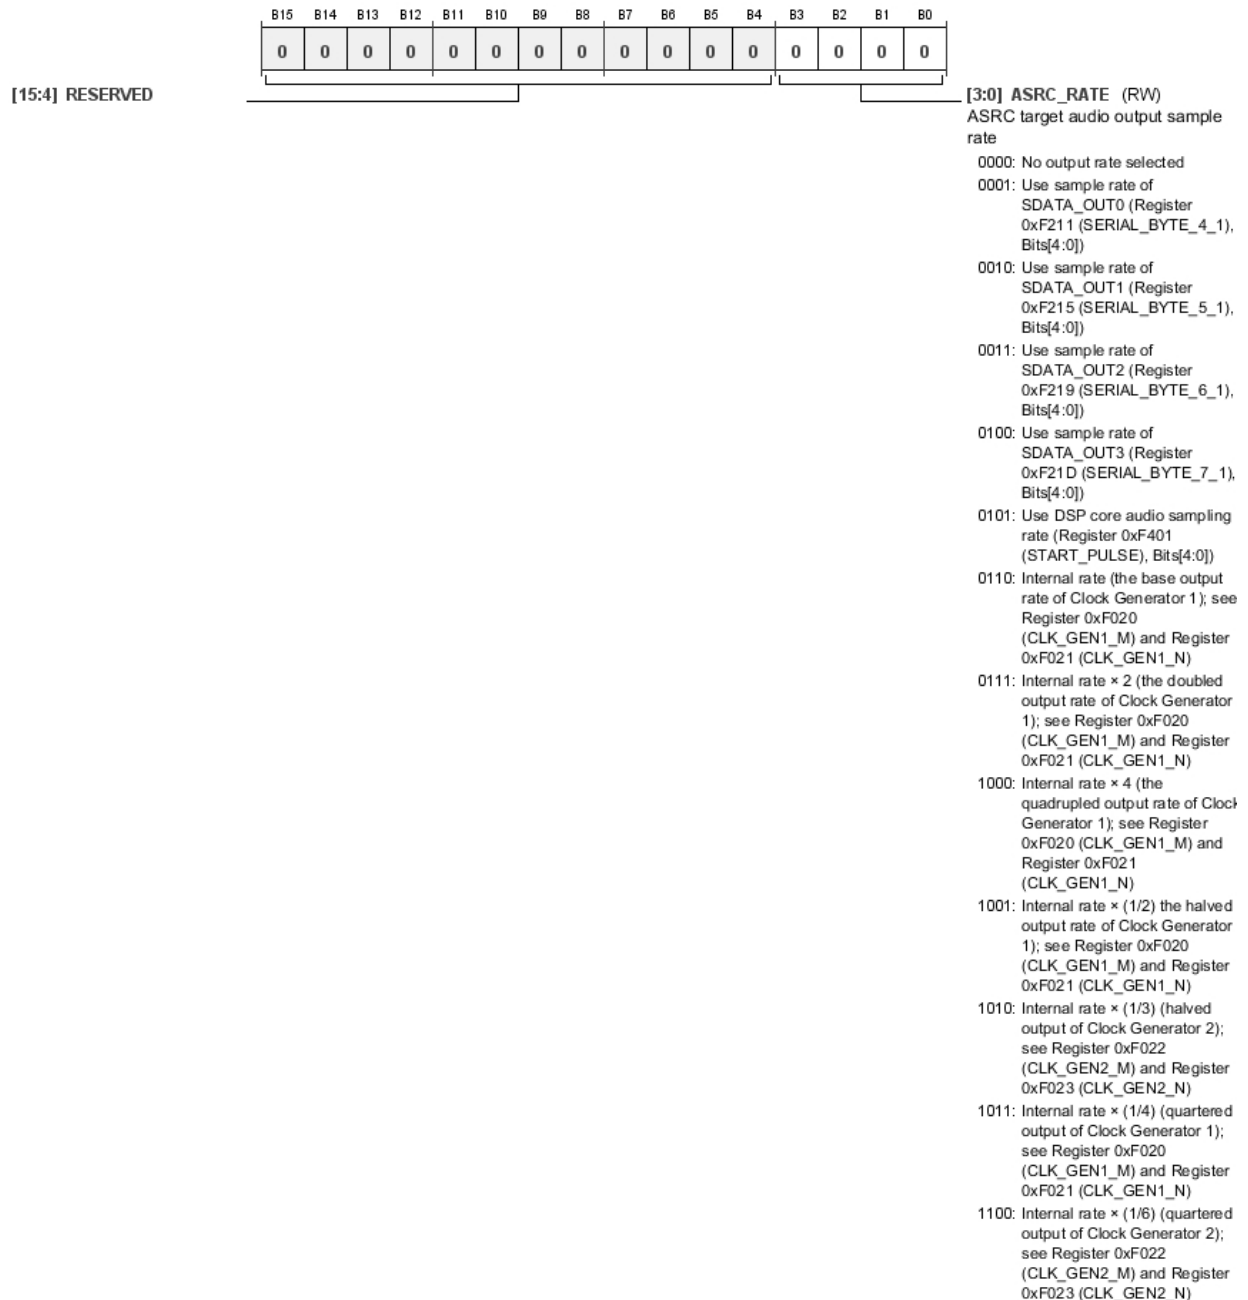 B15 B14 B13 B12 B11 B10 B9 B8 B7 B6 B5 B4 B3 B2 B1 B0
0 0 0 0 0 0 0 0 0 0 0 0 0 0 0 0
[15:4] RESERVED
[3:0] ASRC_RATE (RW)
ASRC target audio output sample
rate
0000: No output rate selected
0001: Use sample rate of
SDATA_OUT0 (Register
0xF211 (SERIAL_BYTE_4_1),
Bits[4:0])
0010: Use sample rate of
SDATA_OUT1 (Register
0xF215 (SERIAL_BYTE_5_1),
Bits[4:0])
0011: Use sample rate of
SDATA_OUT2 (Register
0xF219 (SERIAL_BYTE_6_1),
Bits[4:0])
0100: Use sample rate of
SDATA_OUT3 (Register
0xF21D (SERIAL_BYTE_7_1),
Bits[4:0])
0101: Use DSP core audio sampling
rate (Register 0xF401
(START_PULSE), Bits[4:0])
0110: Internal rate (the base output
rate of Clock Generator 1); see
Register 0xF020
(CLK_GEN1_M) and Register
0xF021 (CLK_GEN1_N)
0111: Internal rate × 2 (the doubled
output rate of Clock Generator
1); see Register 0xF020
(CLK_GEN1_M) and Register
0xF021 (CLK_GEN1_N)
1000: Internal rate × 4 (the
quadrupled output rate of Clock
Generator 1); see Register
0xF020 (CLK_GEN1_M) and
Register 0xF021
(CLK_GEN1_N)
1001: Internal rate × (1/2) the halved
output rate of Clock Generator
1); see Register 0xF020
(CLK_GEN1_M) and Register
0xF021 (CLK_GEN1_N)
1010: Internal rate × (1/3) (halved
output of Clock Generator 2);
see Register 0xF022
(CLK_GEN2_M) and Register
0xF023 (CLK_GEN2_N)
1011: Internal rate × (1/4) (quartered
output of Clock Generator 1);
see Register 0xF020
(CLK_GEN1_M) and Register
0xF021 (CLK_GEN1_N)
1100: Internal rate × (1/6) (quartered
output of Clock Generator 2);
see Register 0xF022
(CLK_GEN2_M) and Register
0xF023 (CLK_GEN2_N)